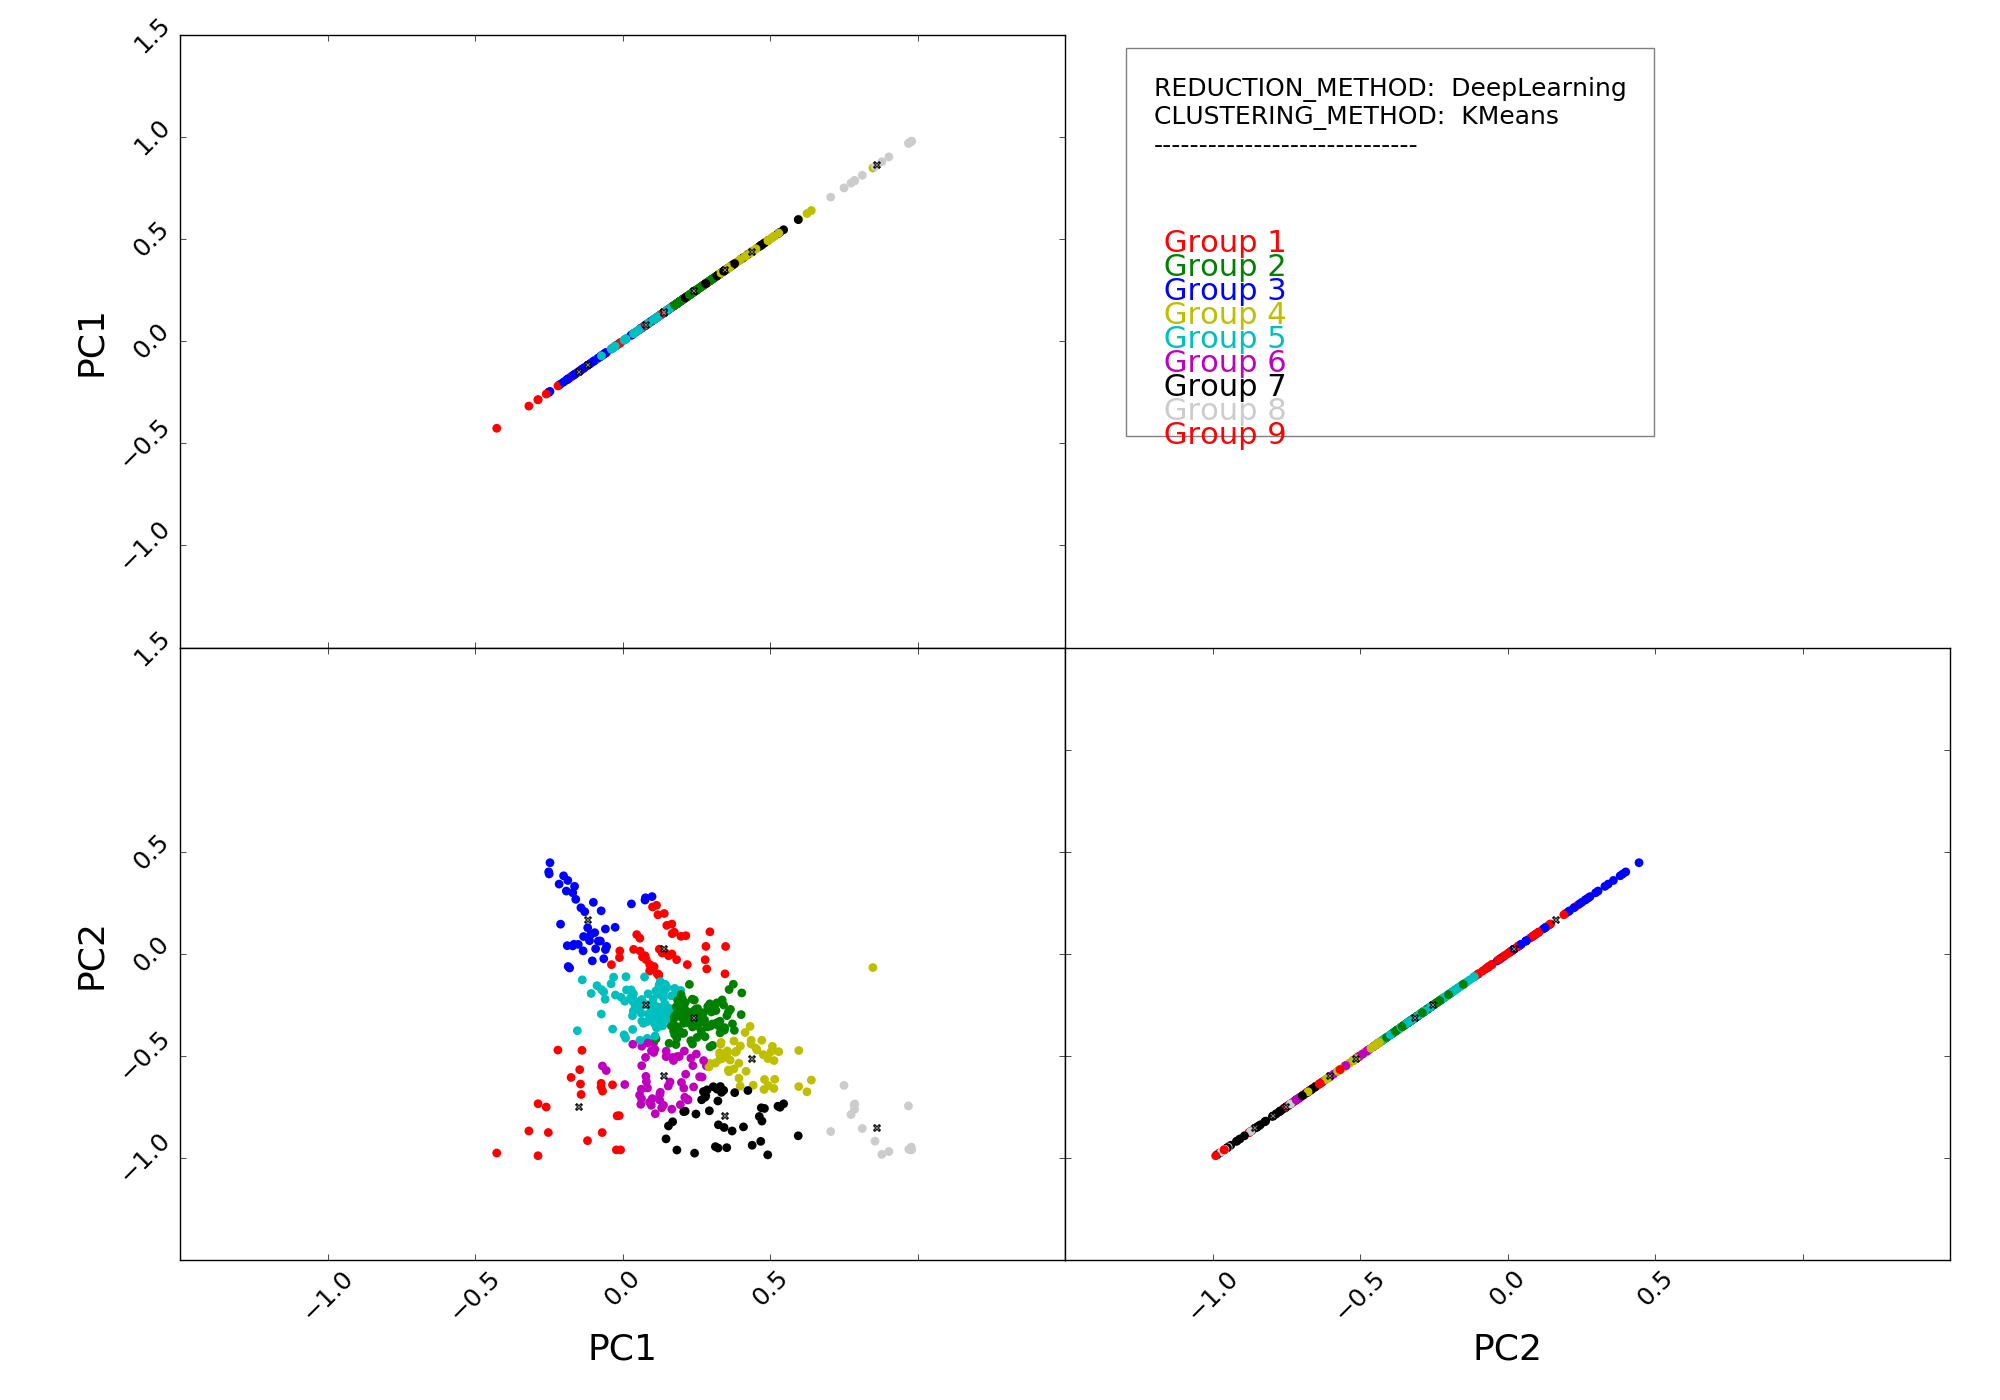 1.5
1.0
0.5
0.0
−0.5
−1.0
PC1
REDUCTION_METHOD: DeepLearning
CLUSTERING_METHOD: KMeans
-----------------------------
Group 1
Group 2
Group 3
Group 4
Group 5
Group 6
Group 7
Group 8
Group 9
1.5
0.5
0.0
−0.5
−1.0
PC2
−1.0 −0.5 0.0 0.5
PC1
−1.0 −0.5 0.0 0.5
PC2